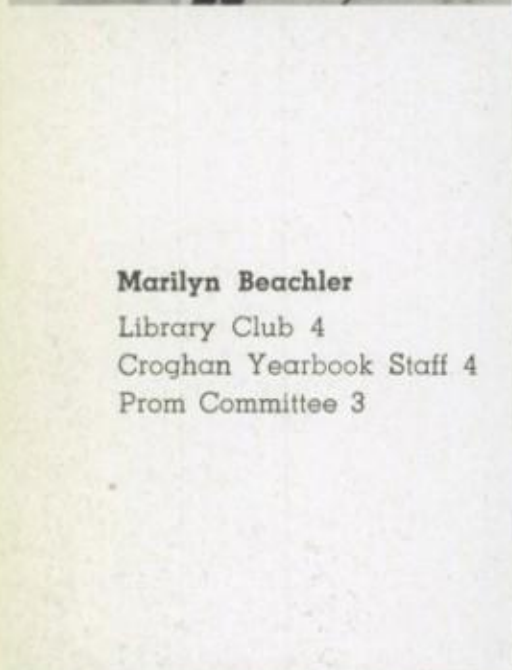 Marilyn Beachler
Library Club 4
Croghan Yearbook Staff 4
Prom Committee 3